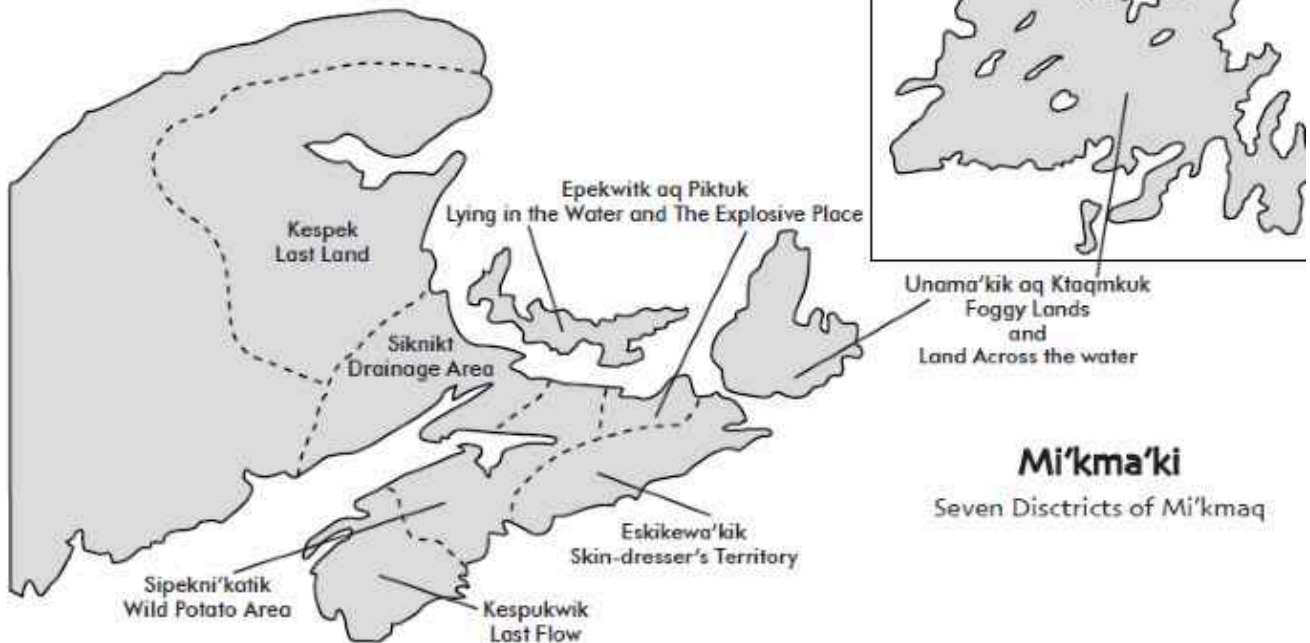 Epekwitk aq Piktuk
Lying in the Water and The Explosive Place
Kespek
Last Land
Unama'kik aq Ktaqmkuk
Foggy Lands
and
Land Across the water
Siknikt
Drainage Area
Mi'kma'ki
Seven Disctricts of Mi'kmaq
Eskikewa'kik
Skin-dresser's Territory
Sipekni'katik
Wild Potato Area
Kespukwik
Last Flow